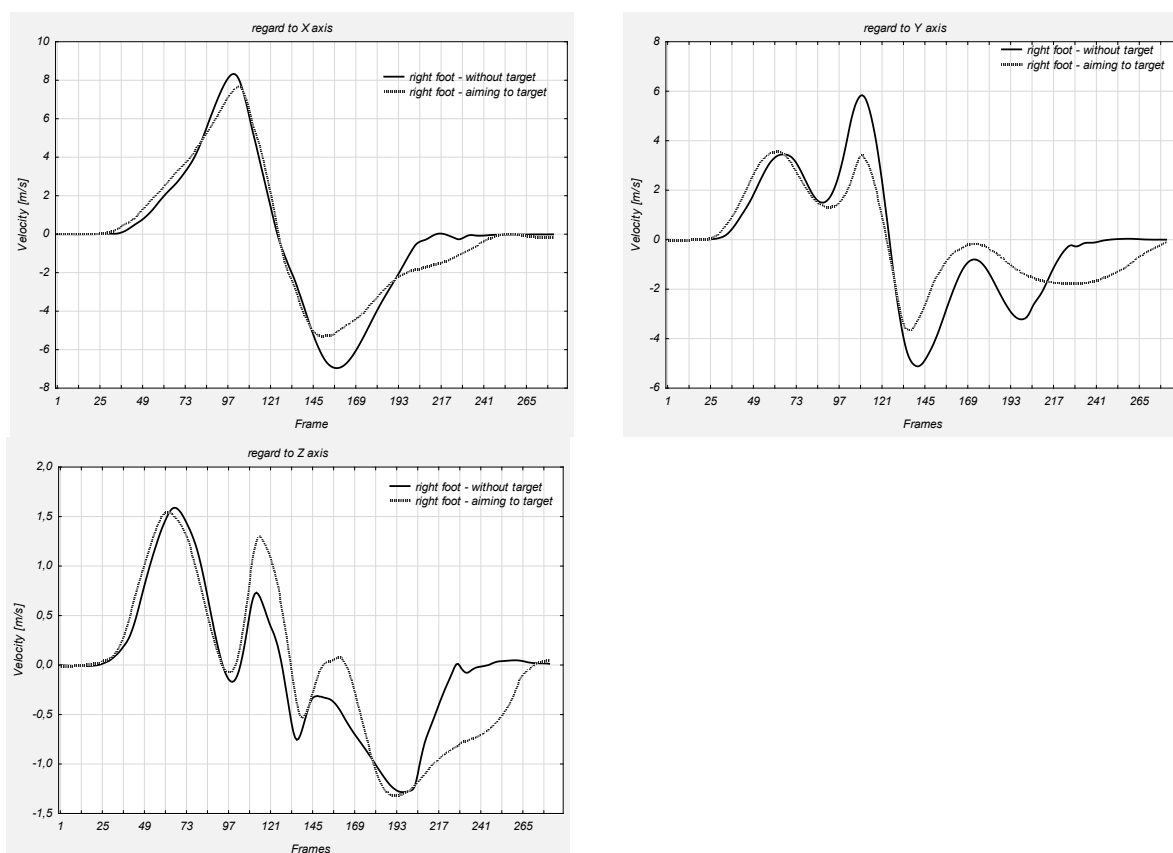 regard to X axis
10
8
6
4
2
0
-2
-4
-6
-8
Velocity [m/s]
right foot - without target
right foot - aiming to target
1 25 49 73 97 121 145 169 193 217 241 265
Frame
regard to Y axis
8
6
4
2
0
-2
-4
-6
Velocity [m/s]
right foot - without target
right foot - aiming to target
1 25 49 73 97 121 145 169 193 217 241 265
Frames
regard to Z axis
2,0
1,5
1,0
0,5
0,0
-0,5
-1,0
-1,5
Velocity [m/s]
right foot - without target
right foot - aiming to target
1 25 49 73 97 121 145 169 193 217 241 265
Frames